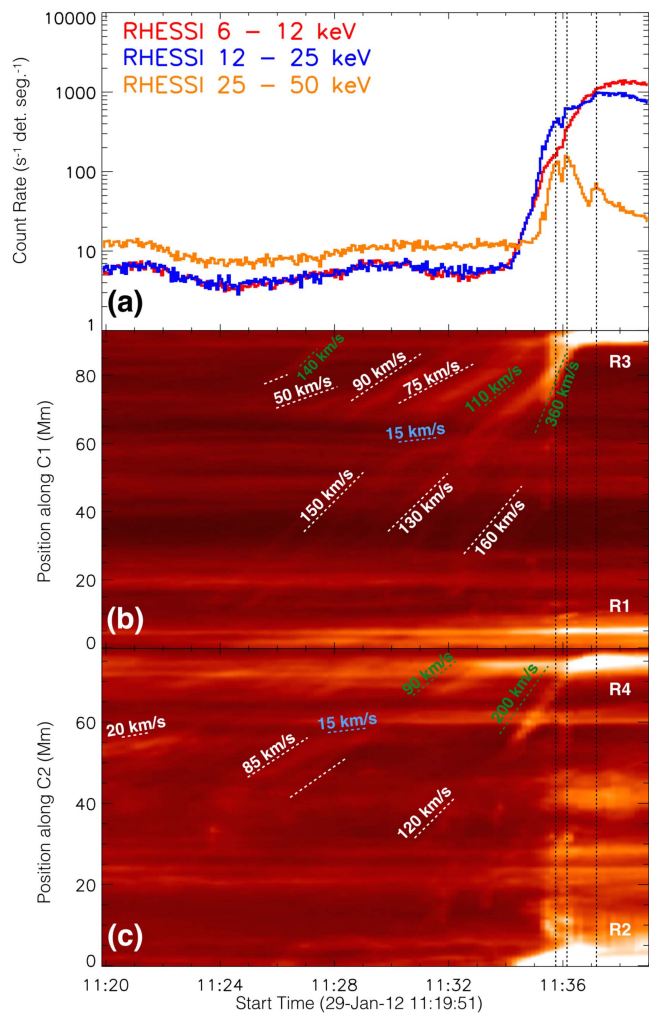 10000
1000
100
10
1
Count Rate (s⁻¹ det. seg.⁻¹)
RHESSI 6 – 12 keV
RHESSI 12 – 25 keV
RHESSI 25 – 50 keV
(a)
80
60
40
20
0
Position along C1 (Mm)
140 km/s
50 km/s
90 km/s
75 km/s
110 km/s
360 km/s
R3
15 km/s
150 km/s
130 km/s
160 km/s
R1
(b)
60
40
20
0
Position along C2 (Mm)
90 km/s
200 km/s
R4
20 km/s
15 km/s
85 km/s
120 km/s
R2
(c)
11:20
11:24
11:28
11:32
11:36
Start Time (29-Jan-12 11:19:51)